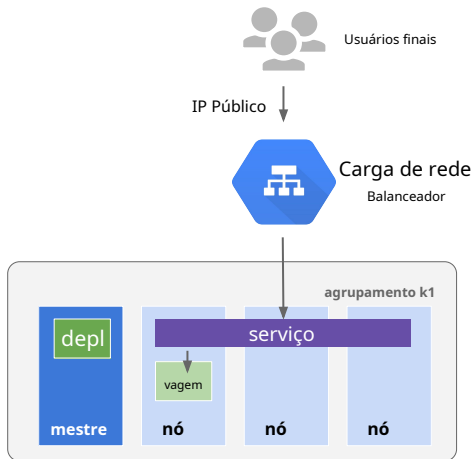 Usuários finais
IP Público
Carga de rede
Balanceador
agrupamento k1
depl
serviço
vagem
mestre
nó
nó
nó